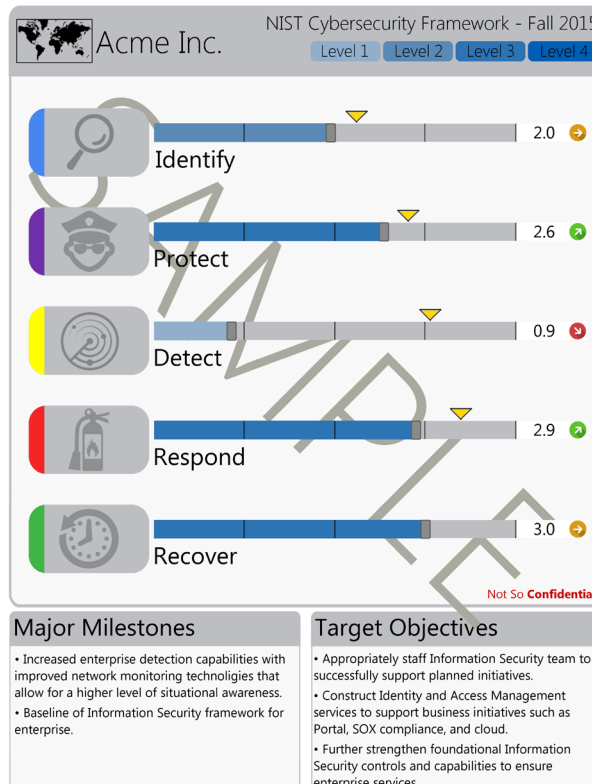 NIST Cybersecurity Framework - Fall 2015
Acme Inc.
Level 1 Level 2 Level 3 Level 4
2.0
Identify
2.6
Protect
0.9
Detect
2.9
Respond
3.0
Recover
SAMPLE
Not So Confidentia
Major Milestones
• Increased enterprise detection capabilities with
improved network monitoring technoligies that
allow for a higher level of situational awareness.
• Baseline of Information Security framework for
enterprise.
Target Objectives
• Appropriately staff Information Security team to
successfully support planned initiatives.
• Construct Identity and Access Management
services to support business initiatives such as
Portal, SOX compliance, and cloud.
• Further strengthen foundational Information
Security controls and capabilities to ensure
enterprise services